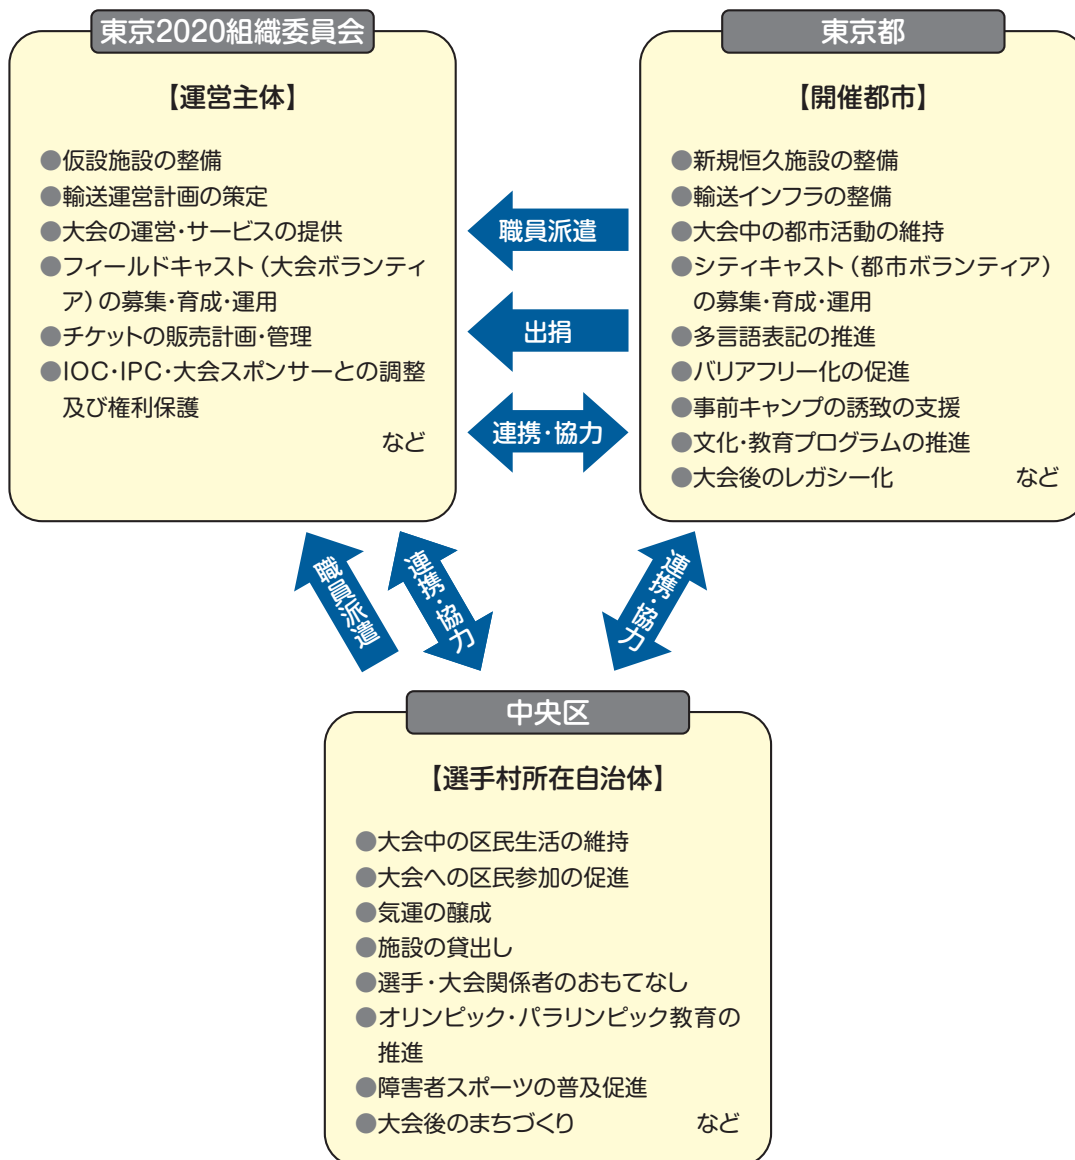 東京2020組織委員会
【運営主体】
●仮設施設の整備
●輸送運営計画の策定
●大会の運営・サービスの提供
●フィールドキャスト（大会ボランティ
ア）の募集・育成・運用
●チケットの販売計画・管理
●IOC・IPC・大会スポンサーとの調整
及び権利保護
など
職員派遣
出捐
連携・協力
東京都
【開催都市】
●新規恒久施設の整備
●輸送インフラの整備
●大会中の都市活動の維持
●シティキャスト（都市ボランティア）
の募集・育成・運用
●多言語表記の推進
●バリアフリー化の促進
●事前キャンプの誘致の支援
●文化・教育プログラムの推進
●大会後のレガシー化 など
職員派遣
連携・協力
連携・協力
中央区
【選手村所在自治体】
●大会中の区民生活の維持
●大会への区民参加の促進
●気運の醸成
●施設の貸出し
●選手・大会関係者のおもてなし
●オリンピック・パラリンピック教育の
推進
●障害者スポーツの普及促進
●大会後のまちづくり など